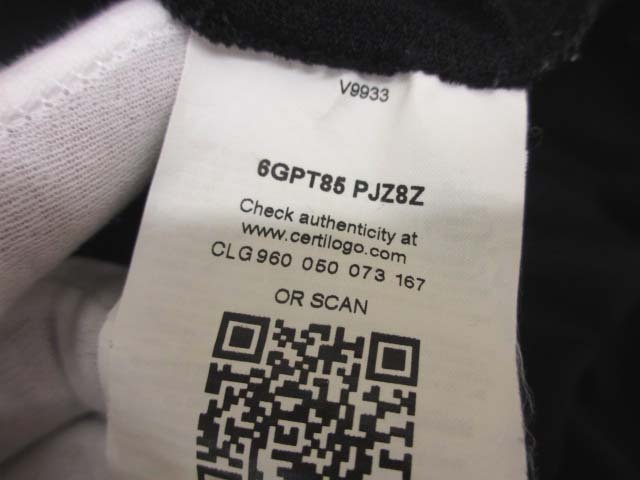 V9933
6GPT85 PJZ8Z
Check authenticity at
www.certilogo.com
CLG 960 050 073 167
OR SCAN